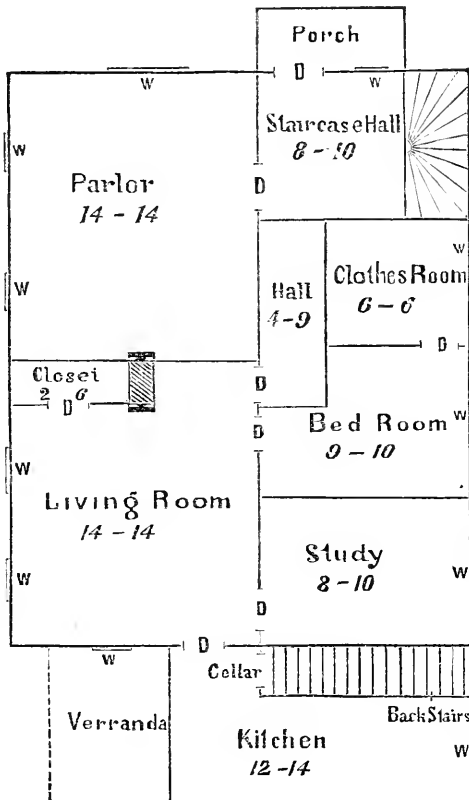 Porch
D
W
W
Staircase Hall
8-10
W
D
Parlor
14-14
W
W
Clothes Room
6-6
Hall
4-9
D
Closet
2 6
D
D
D
Bed Room
9-10
W
Living Room
14-14
Study
8-10
W
W
D
D
W
Cellar
Verranda
Back Stairs
Kitchen
12-14
W